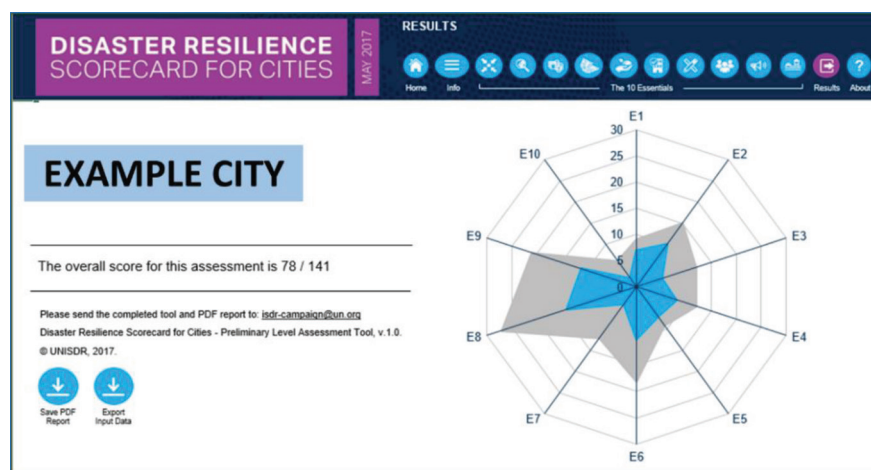 DISASTER RESILIENCE
SCORECARD FOR CITIES
MAY 2017
RESULTS
Home
Info
The 10 Essentials
Results
?
About
EXAMPLE CITY
The overall score for this assessment is 78 / 141
Please send the completed tool and PDF report to: isdr-campaign@un.org
Disaster Resilience Scorecard for Cities - Preliminary Level Assessment Tool, v.1.0.
© UNISDR, 2017.
Save PDF
Report
Export
Input Data
E1
E2
E3
E4
E5
E6
E7
E8
E9
E10
30
25
20
15
10
5
0